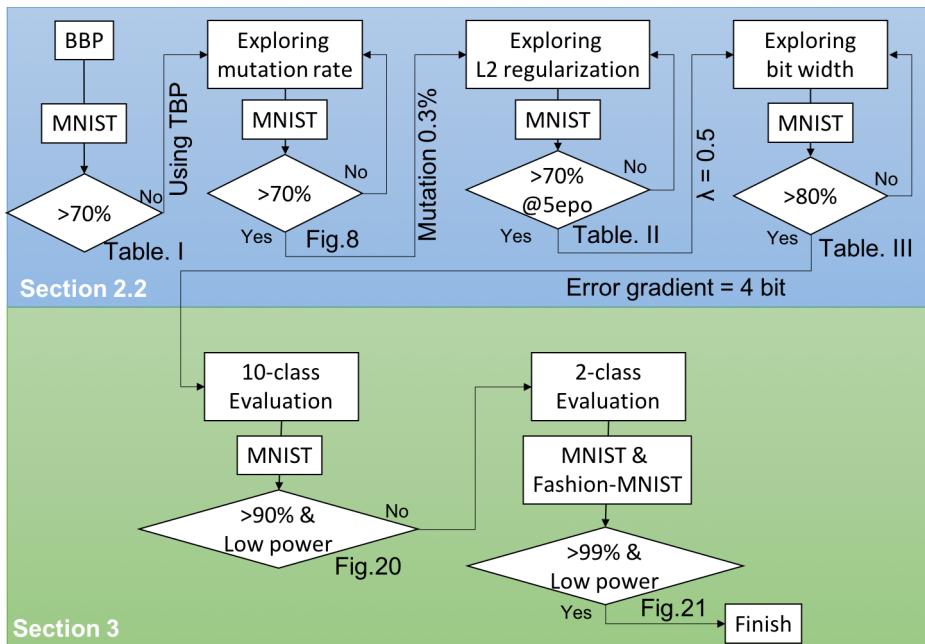 BBP
MNIST
>70%
No
Table. I
Using TBP
Exploring
mutation rate
MNIST
>70%
No
Yes
Fig.8
Mutation 0.3%
Exploring
L2 regularization
MNIST
>70%
@5epo
No
Yes
Table. II
λ = 0.5
Exploring
bit width
MNIST
>80%
No
Yes
Table. III
Error gradient = 4 bit
Section 2.2
10-class
Evaluation
MNIST
>90% &
Low power
No
Fig.20
2-class
Evaluation
MNIST &
Fashion-MNIST
>99% &
Low power
Yes
Fig.21
Finish
Section 3